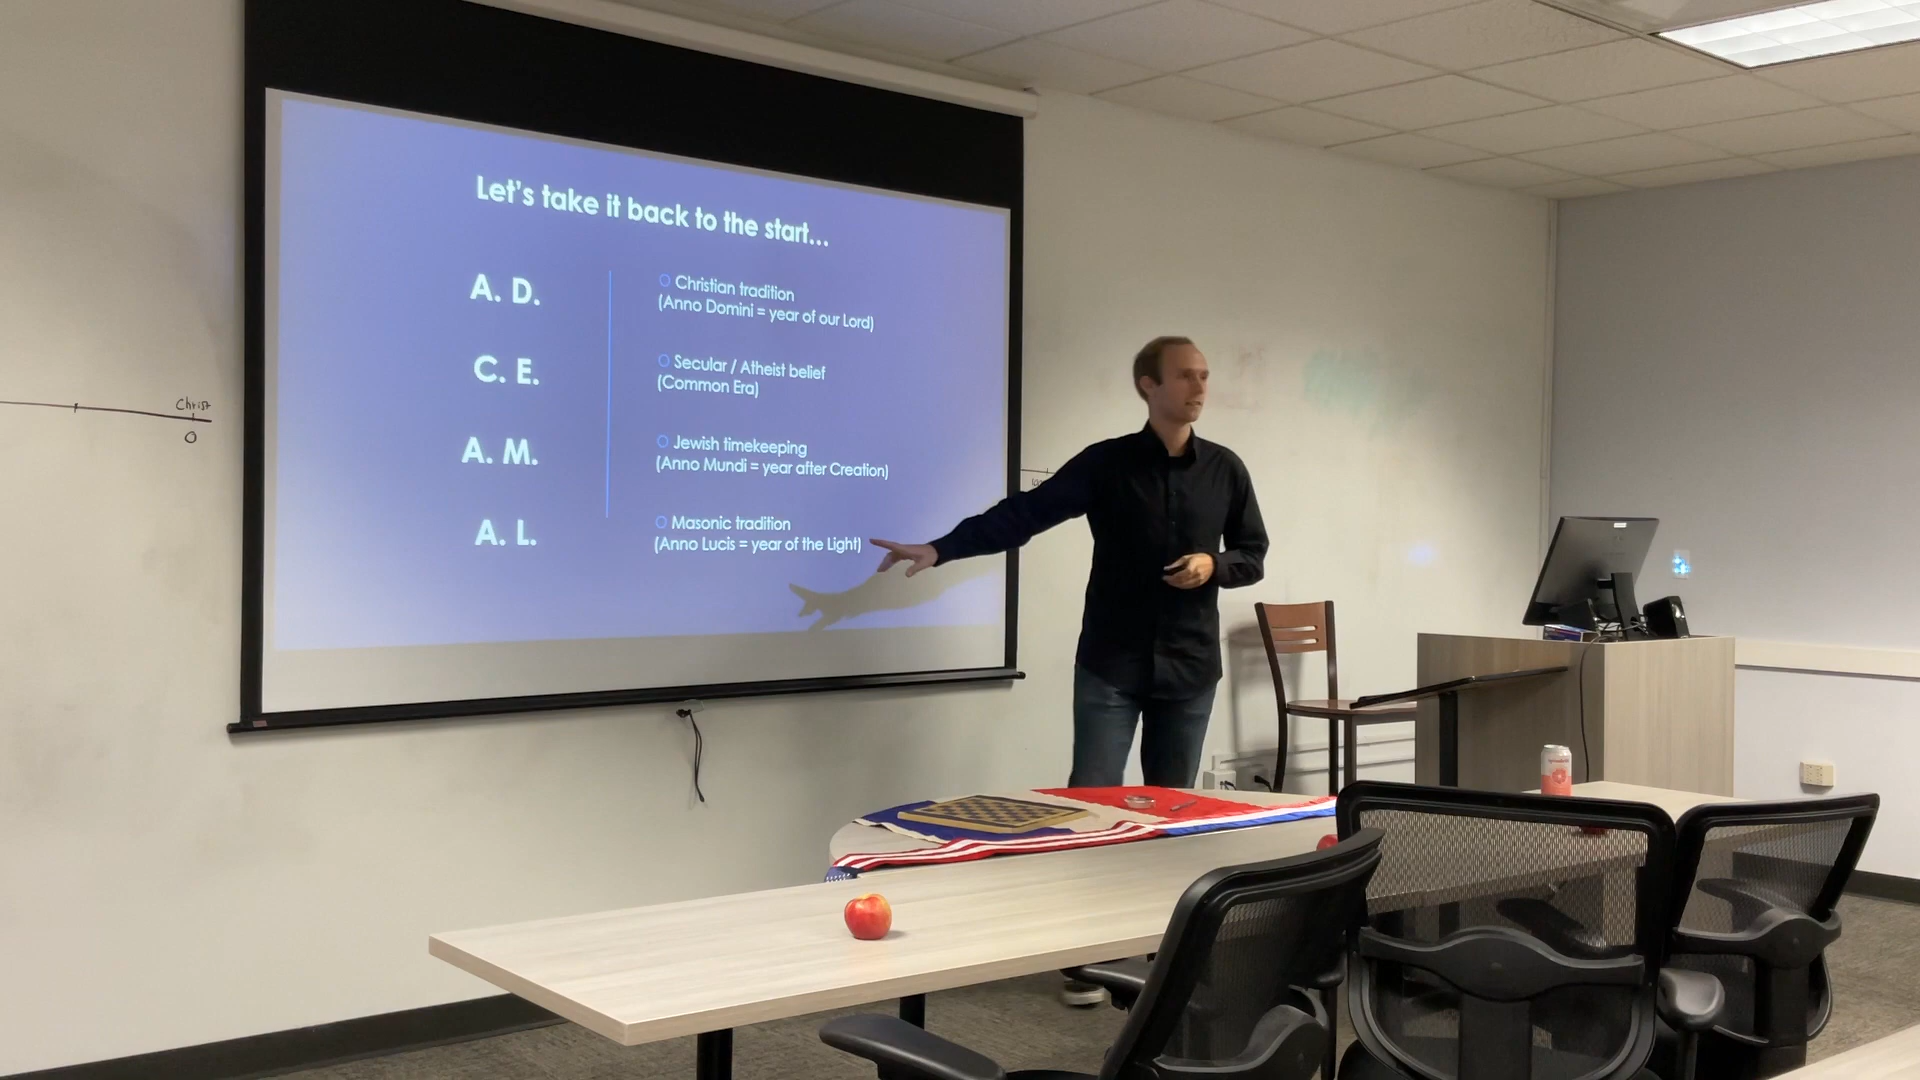 Let's take it back to the start...
A. D.
Christian tradition
(Anno Domini = year of our Lord)
C. E.
Secular / Atheist belief
(Common Era)
A. M.
Jewish timekeeping
(Anno Mundi = year after Creation)
A. L.
Masonic tradition
(Anno Lucis = year of the Light)
Christ
0